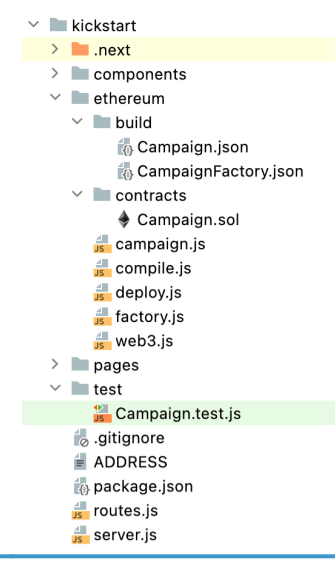 kickstart
.next
components
ethereum
build
Campaign.json
CampaignFactory.json
contracts
Campaign.sol
campaign.js
compile.js
deploy.js
factory.js
web3.js
pages
test
Campaign.test.js
.gitignore
ADDRESS
package.json
routes.js
server.js